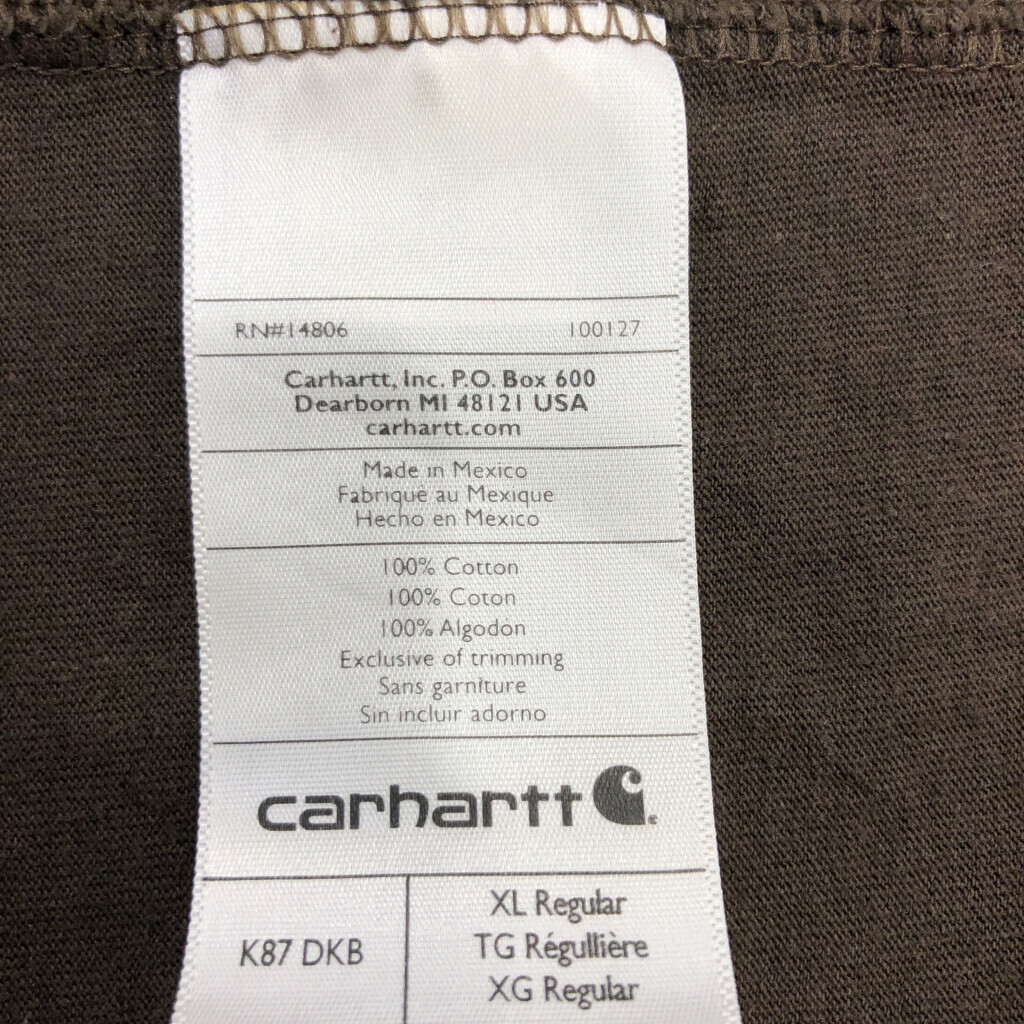 RN#14806 100127
Carhartt, Inc. P.O. Box 600
Dearborn MI 48121 USA
carhartt.com
Made in Mexico
Fabriqué au Mexique
Hecho en Mexico
100% Cotton
100% Coton
100% Algodón
Exclusive of trimming
Sans garniture
Sin incluir adorno
carhartt
K87 DKB
XL Regular
TG Régullière
XG Regular